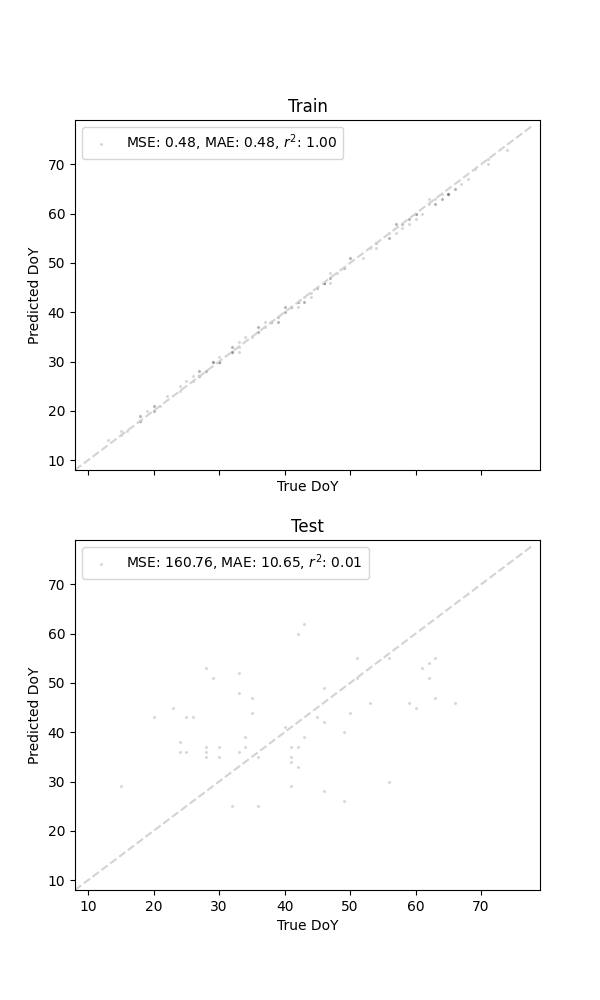 Train
MSE: 0.48, MAE: 0.48, r²: 1.00
70
60
50
40
30
20
10
Predicted DoY
True DoY
Test
MSE: 160.76, MAE: 10.65, r²: 0.01
70
60
50
40
30
20
10
Predicted DoY
10 20 30 40 50 60 70
True DoY